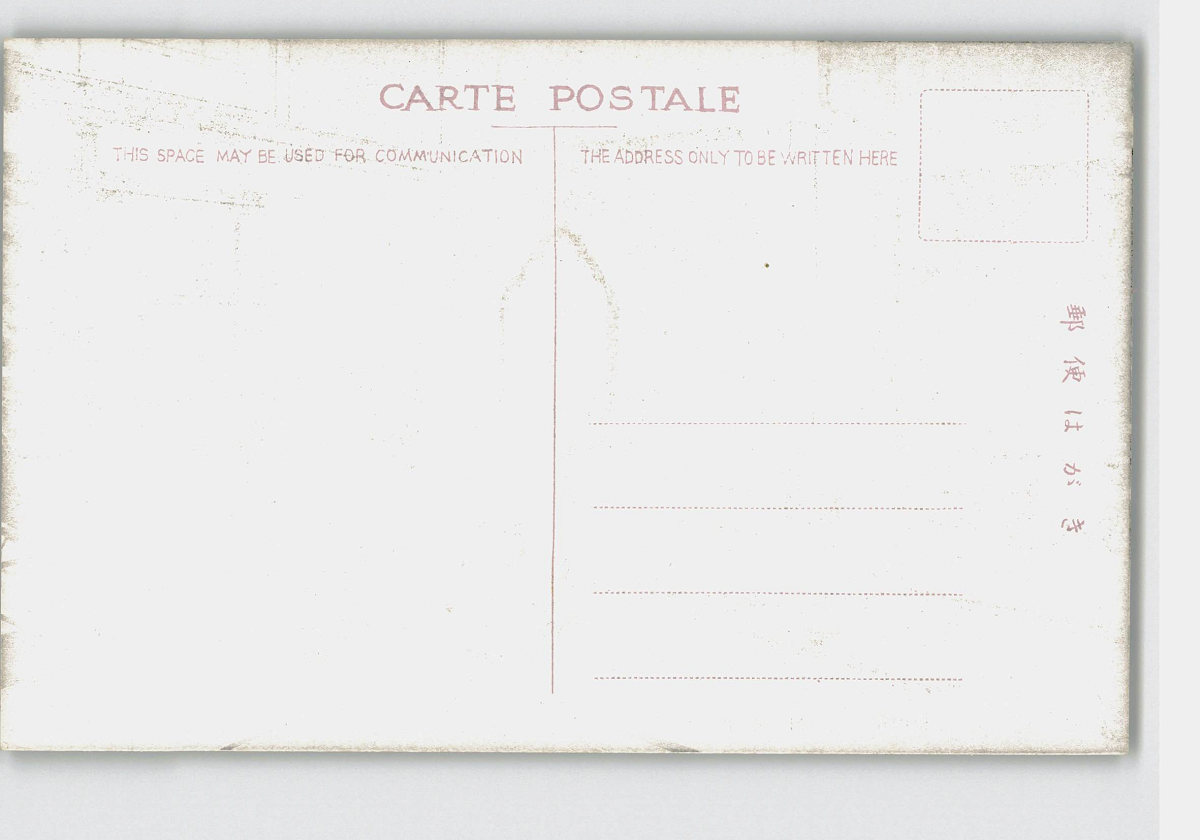 CARTE POSTALE
THIS SPACE MAY BE USED FOR COMMUNICATION
THE ADDRESS ONLY TO BE WRITTEN HERE
郵便はがき